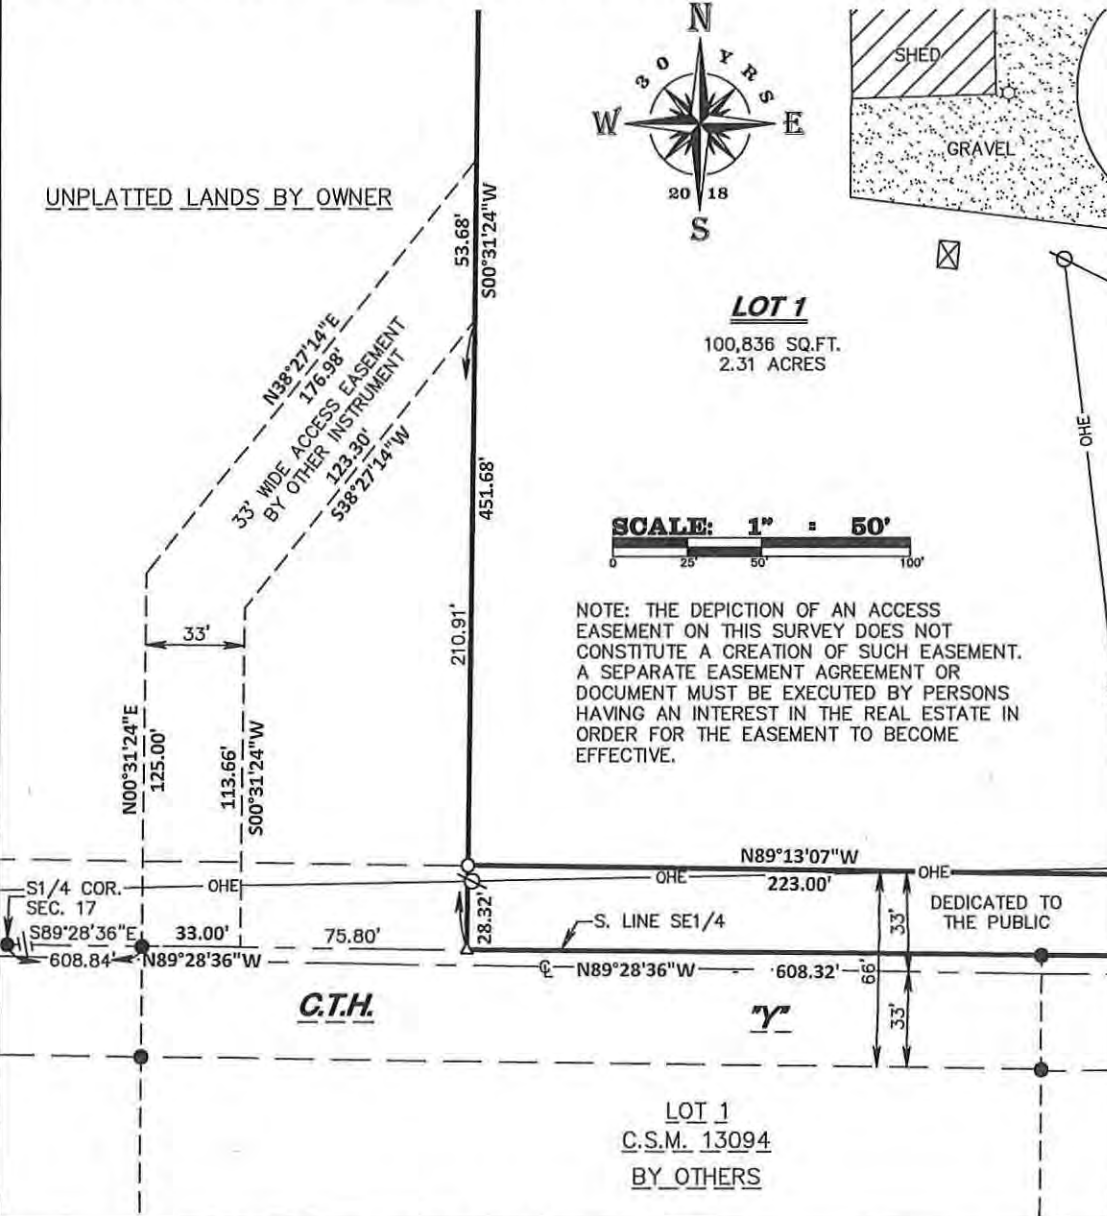 N
30 YRS
W
E
20 18
S
SHED
GRAVEL
UNPLATTED LANDS BY OWNER
53.68'
S00°31'24"W
LOT 1
100,836 SQ.FT.
2.31 ACRES
N38°27'14"E
176.98'
33' WIDE ACCESS EASEMENT
BY OTHER INSTRUMENT
123.30'
S38°27'14"W
OHE
451.68'
SCALE: 1" : 50'
0 25' 50' 100'
NOTE: THE DEPICTION OF AN ACCESS
EASEMENT ON THIS SURVEY DOES NOT
CONSTITUTE A CREATION OF SUCH EASEMENT.
A SEPARATE EASEMENT AGREEMENT OR
DOCUMENT MUST BE EXECUTED BY PERSONS
HAVING AN INTEREST IN THE REAL ESTATE IN
ORDER FOR THE EASEMENT TO BECOME
EFFECTIVE.
210.91'
33'
N00°31'24"E
125.00'
113.66'
S00°31'24"W
N89°13'07"W
S1/4 COR.
SEC. 17
OHE
OHE
223.00'
OHE
DEDICATED TO
THE PUBLIC
28.32'
S. LINE SE1/4
33'
S89°28'36"E
33.00'
75.80'
608.84'
N89°28'36"W
℄
N89°28'36"W
608.32'
66'
33'
C.T.H.
"Y"
LOT 1
C.S.M. 13094
BY OTHERS